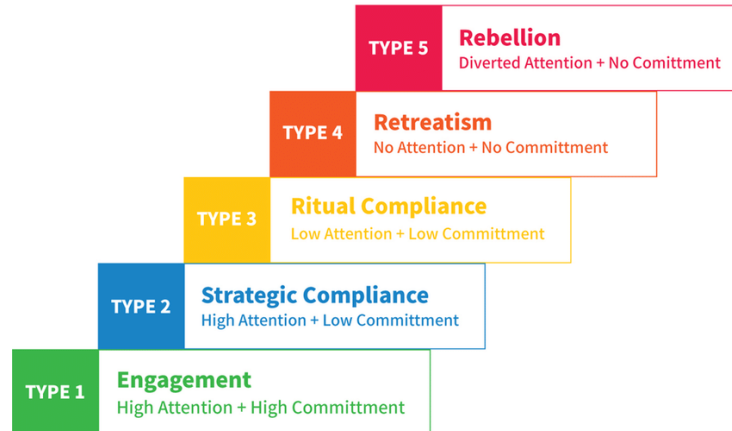 TYPE 5
Rebellion
Diverted Attention + No Comittment
TYPE 4
Retreatism
No Attention + No Committment
TYPE 3
Ritual Compliance
Low Attention + Low Committment
TYPE 2
Strategic Compliance
High Attention + Low Committment
TYPE 1
Engagement
High Attention + High Committment